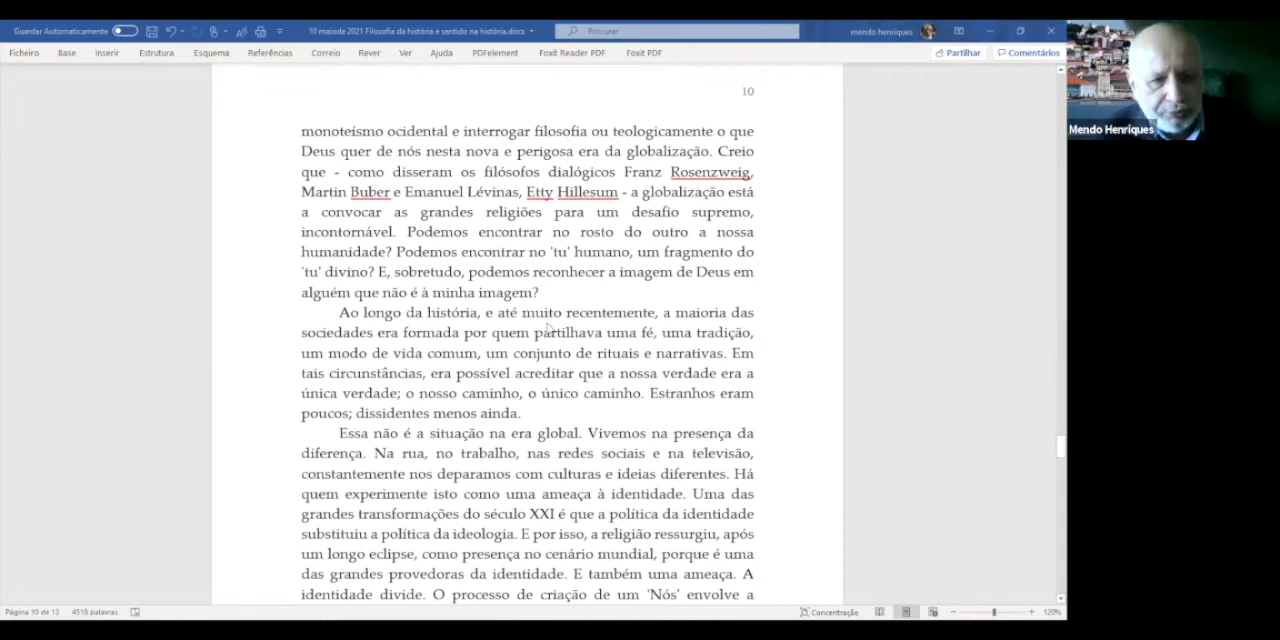 Guardar Automaticamente
10 maiode 2021 Filosofia da história e sentido na história.docx
Procurar
mendo henriques
Ficheiro Base Inserir Estrutura Esquema Referências Correio Rever Ver Ajuda PDFelement Foxit Reader PDF Foxit PDF
Partilhar Comentários
10
monoteísmo ocidental e interrogar filosofia ou teologicamente o que
Deus quer de nós nesta nova e perigosa era da globalização. Creio
que - como disseram os filósofos dialógicos Franz Rosenzweig,
Martin Buber e Emanuel Lévinas, Etty Hillesum - a globalização está
a convocar as grandes religiões para um desafio supremo,
incontornável. Podemos encontrar no rosto do outro a nossa
humanidade? Podemos encontrar no 'tu' humano, um fragmento do
'tu' divino? E, sobretudo, podemos reconhecer a imagem de Deus em
alguém que não é à minha imagem?
Ao longo da história, e até muito recentemente, a maioria das
sociedades era formada por quem partilhava uma fé, uma tradição,
um modo de vida comum, um conjunto de rituais e narrativas. Em
tais circunstâncias, era possível acreditar que a nossa verdade era a
única verdade; o nosso caminho, o único caminho. Estranhos eram
poucos; dissidentes menos ainda.
Essa não é a situação na era global. Vivemos na presença da
diferença. Na rua, no trabalho, nas redes sociais e na televisão,
constantemente nos deparamos com culturas e ideias diferentes. Há
quem experimente isto como uma ameaça à identidade. Uma das
grandes transformações do século XXI é que a política da identidade
substituiu a política da ideologia. E por isso, a religião ressurgiu, após
um longo eclipse, como presença no cenário mundial, porque é uma
das grandes provedoras da identidade. E também uma ameaça. A
identidade divide. O processo de criação de um 'Nós' envolve a
Página 10 de 13 4518 palavras
Concentração
120%
Mendo Henriques